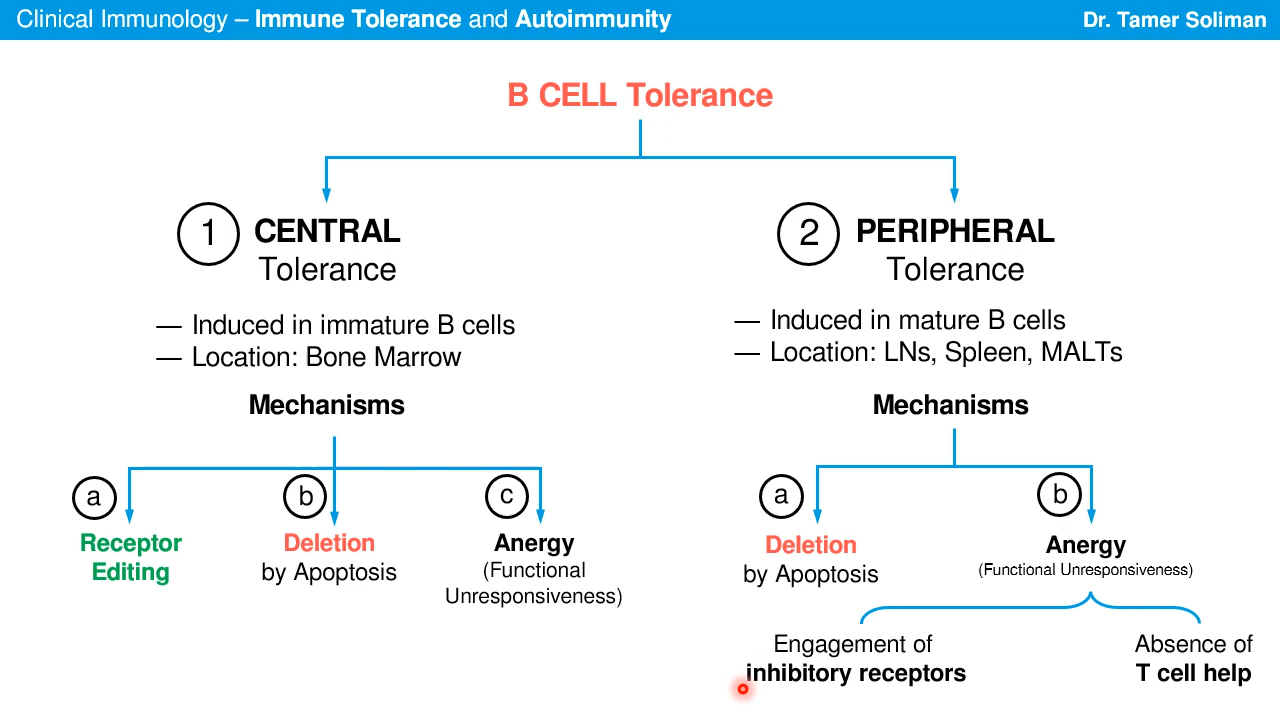 Clinical Immunology – Immune Tolerance and Autoimmunity
Dr. Tamer Soliman
B CELL Tolerance
1 CENTRAL
Tolerance
— Induced in immature B cells
— Location: Bone Marrow
Mechanisms
a
Receptor
Editing
b
Deletion
by Apoptosis
c
Anergy
(Functional
Unresponsiveness)
2 PERIPHERAL
Tolerance
— Induced in mature B cells
— Location: LNs, Spleen, MALTs
Mechanisms
a
Deletion
by Apoptosis
b
Anergy
(Functional Unresponsiveness)
Engagement of
inhibitory receptors
Absence of
T cell help